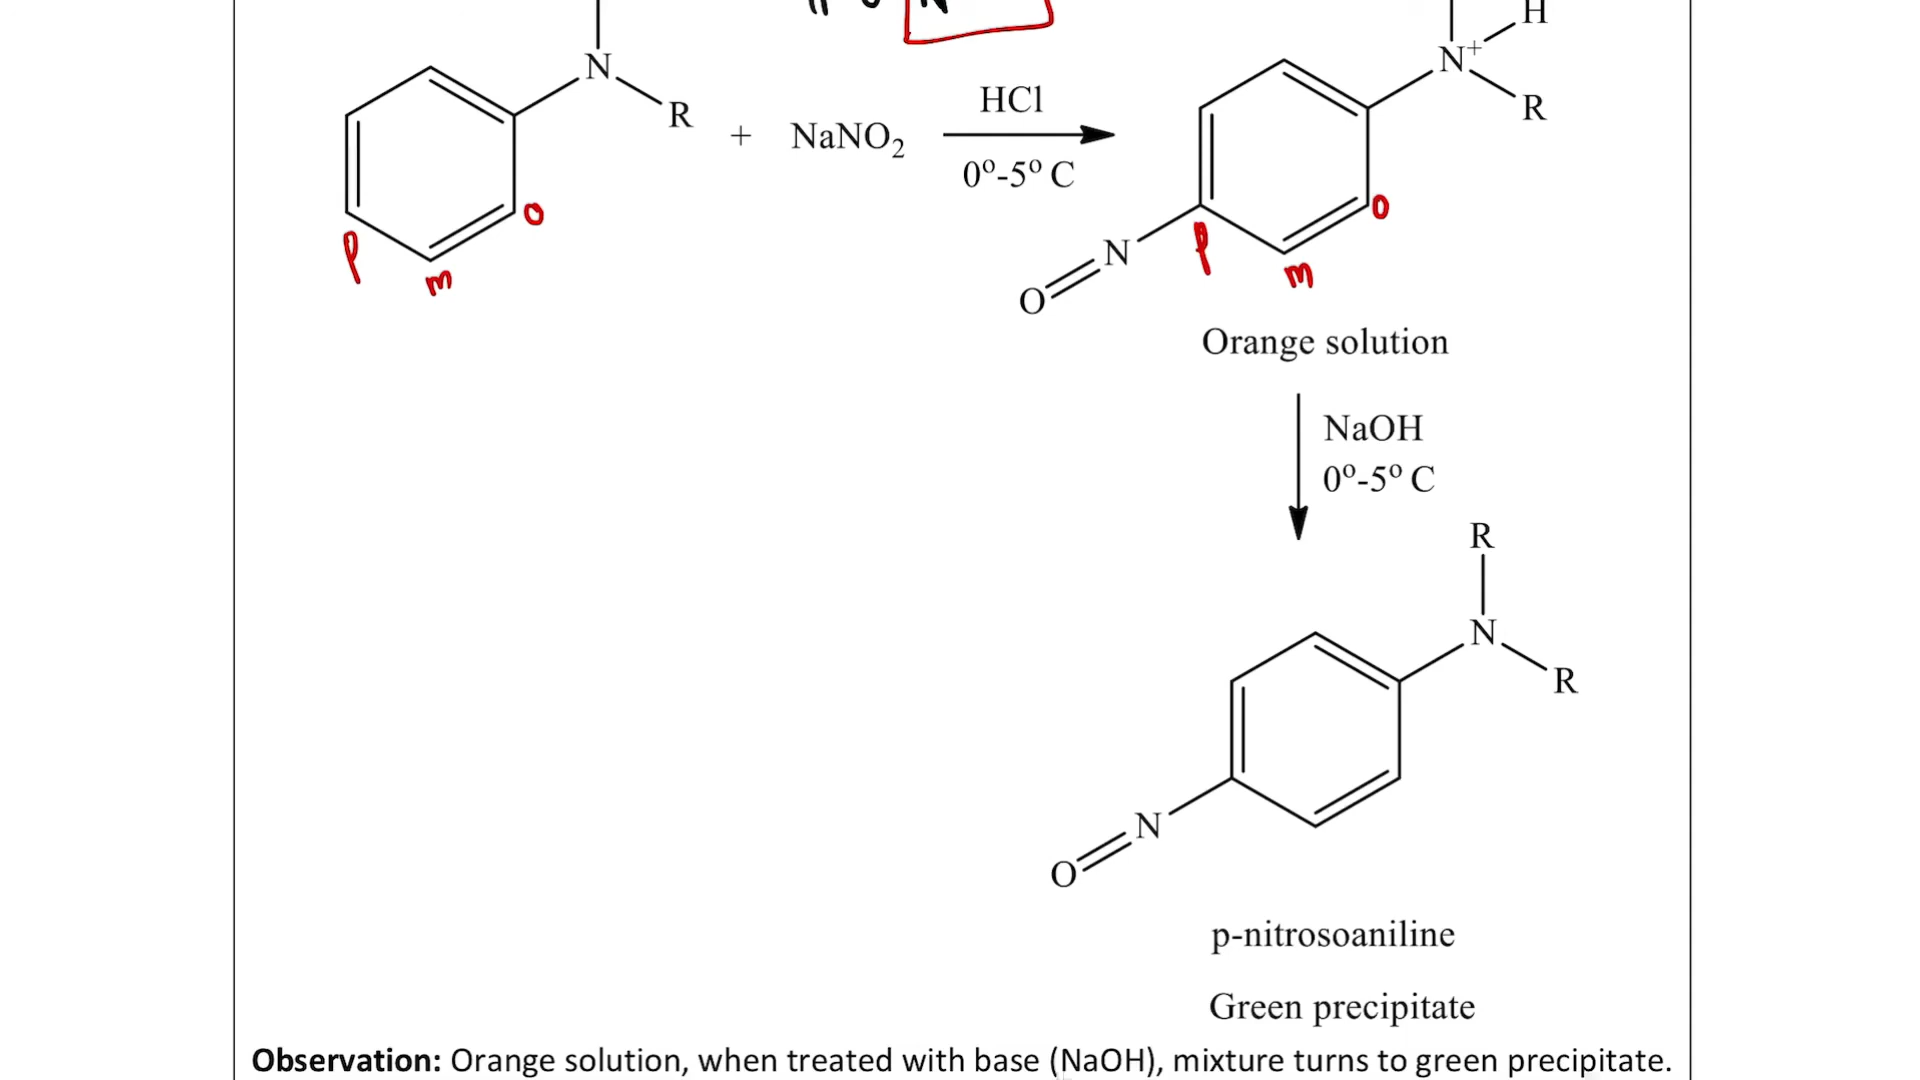 N
H
N
R
+ NaNO₂
HCl
0º-5º C
N⁺
R
o
p
m
o
p
m
N
O
Orange solution
NaOH
0º-5º C
R
N
R
N
O
p-nitrosoaniline
Green precipitate
Observation: Orange solution, when treated with base (NaOH), mixture turns to green precipitate.